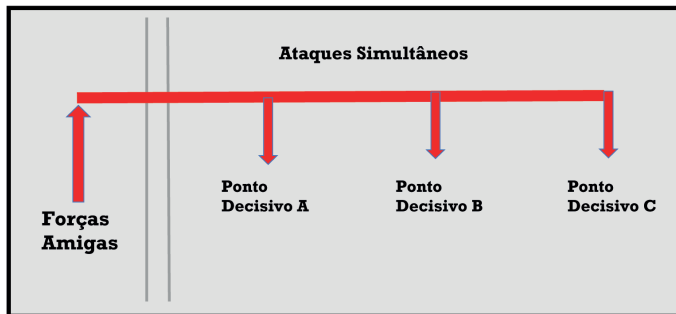 Ataques Simultâneos
Ponto
Decisivo A
Ponto
Decisivo B
Ponto
Decisivo C
Forças
Amigas